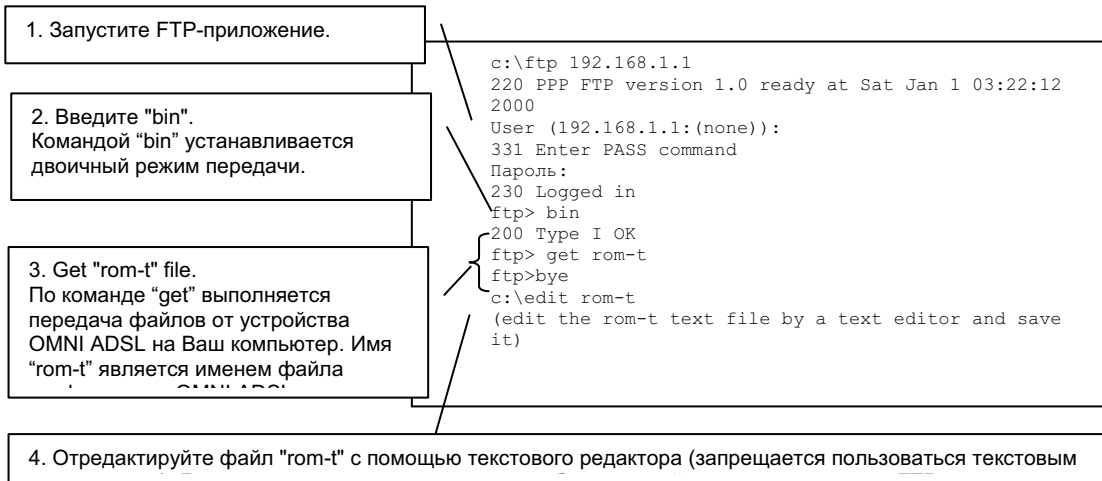 1. Запустите FTP-приложение.
c:\ftp 192.168.1.1
220 PPP FTP version 1.0 ready at Sat Jan 1 03:22:12
2000
User (192.168.1.1:(none)):
331 Enter PASS command
Пароль:
230 Logged in
ftp> bin
200 Type I OK
ftp> get rom-t
ftp>bye
c:\edit rom-t
(edit the rom-t text file by a text editor and save
it)
2. Введите "bin".
Командой “bin” устанавливается
двоичный режим передачи.
3. Get "rom-t" file.
По команде “get” выполняется
передача файлов от устройства
OMNI ADSL на Ваш компьютер. Имя
“rom-t” является именем файла
4. Отредактируйте файл "rom-t" с помощью текстового редактора (запрещается пользоваться текстовым